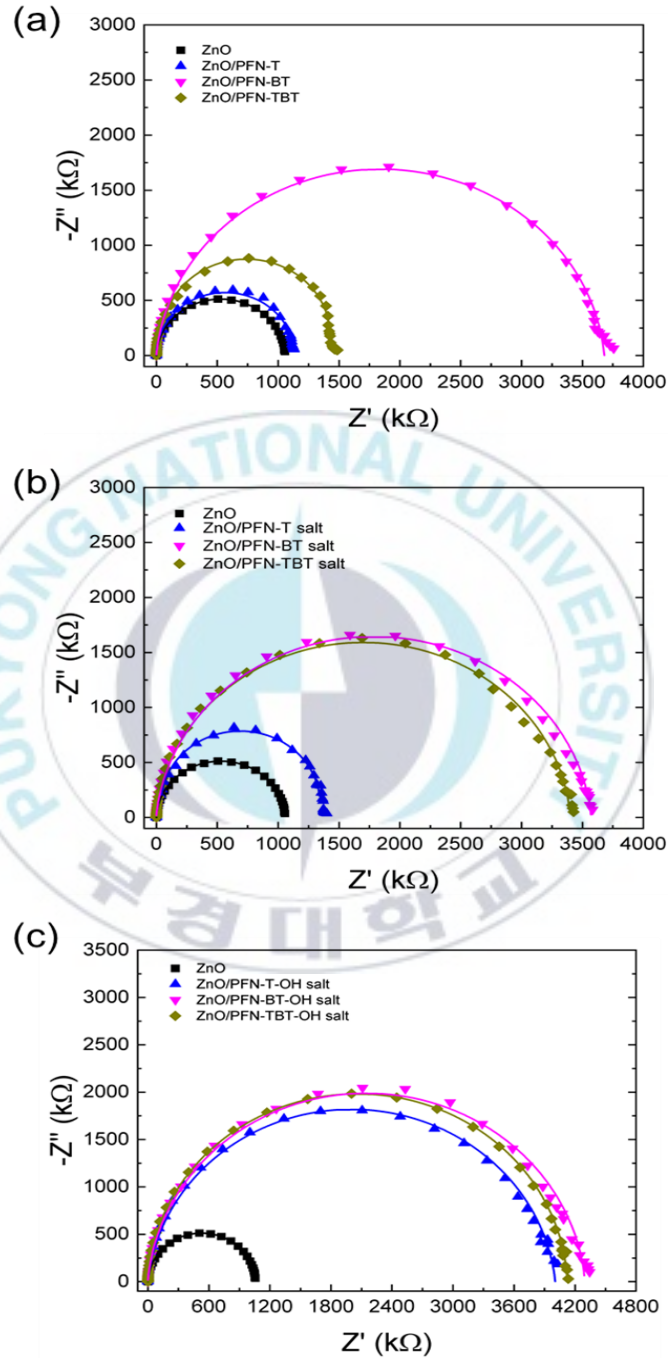 (a)
ZnO
ZnO/PFN-T
ZnO/PFN-BT
ZnO/PFN-TBT
3000
2500
2000
1500
1000
500
0
-Z" (kΩ)
0 500 1000 1500 2000 2500 3000 3500 4000
Z' (kΩ)
PUKYONG NATIONAL UNIVERSITY
(b)
ZnO
ZnO/PFN-T salt
ZnO/PFN-BT salt
ZnO/PFN-TBT salt
3000
2500
2000
1500
1000
500
0
-Z" (kΩ)
0 500 1000 1500 2000 2500 3000 3500 4000
Z' (kΩ)
부경대학교
(c)
ZnO
ZnO/PFN-T-OH salt
ZnO/PFN-BT-OH salt
ZnO/PFN-TBT-OH salt
3500
3000
2500
2000
1500
1000
500
0
-Z" (kΩ)
0 600 1200 1800 2400 3000 3600 4200 4800
Z' (kΩ)